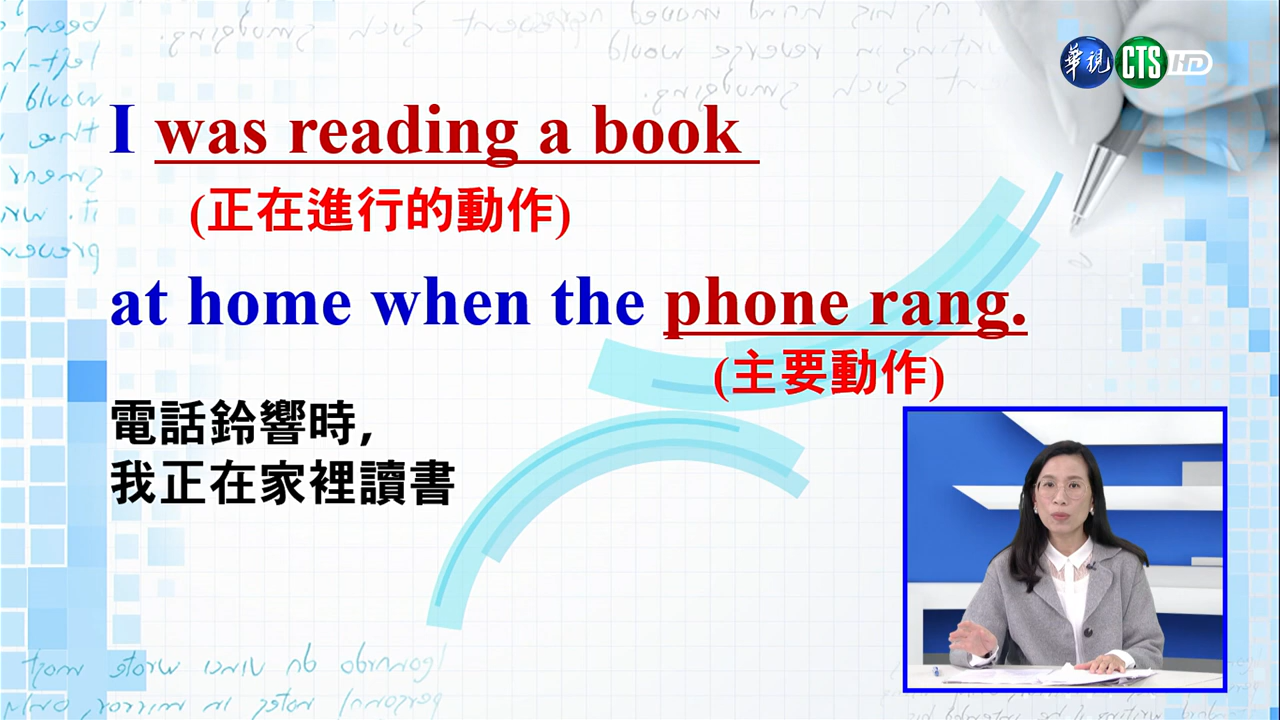 華視 CTS HD
I was reading a book
(正在進行的動作)
at home when the phone rang.
(主要動作)
電話鈴響時,
我正在家裡讀書